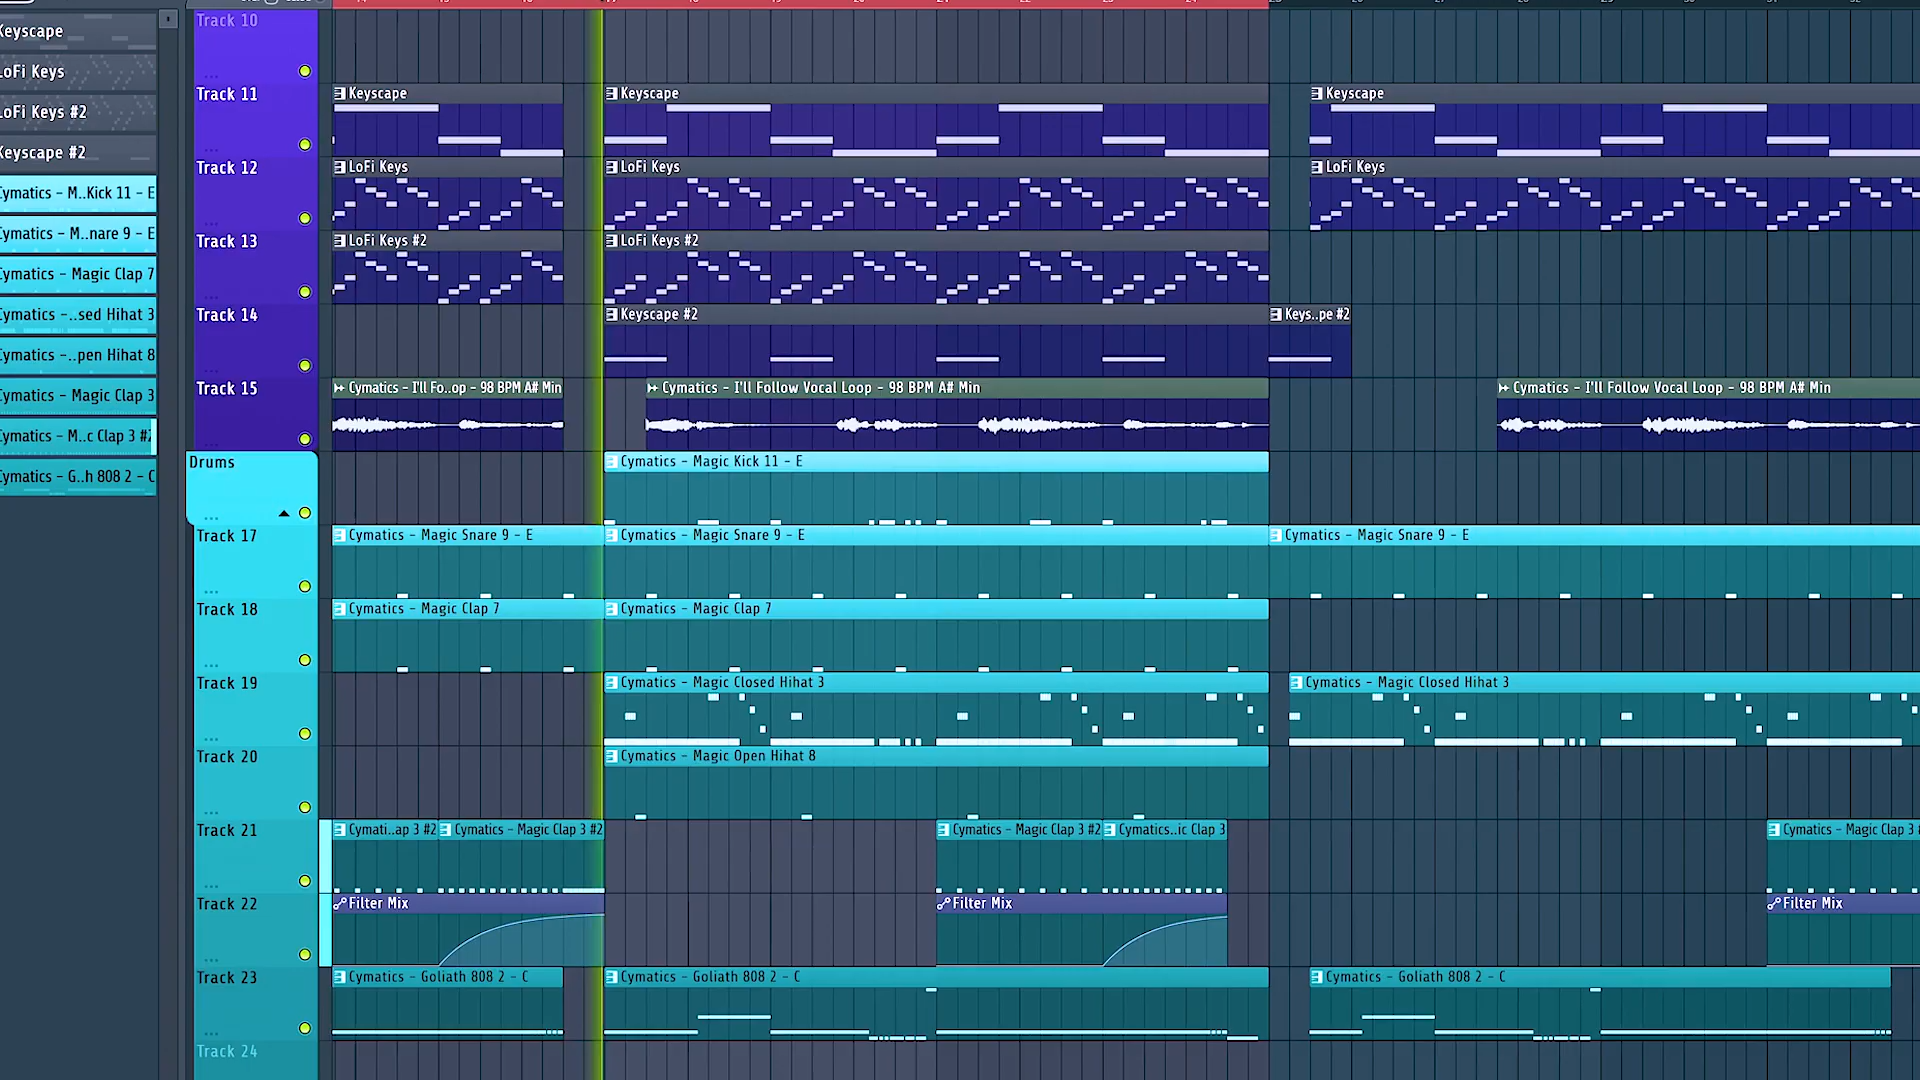 Keyscape
LoFi Keys
LoFi Keys #2
Keyscape #2
Cymatics - M..Kick 11 - E
Cymatics - M..nare 9 - E
Cymatics - Magic Clap 7
Cymatics -..sed Hihat 3
Cymatics -..pen Hihat 8
Cymatics - Magic Clap 3
Cymatics - M..c Clap 3 #2
Cymatics - G..h 808 2 - C
Track 10
Track 11
Keyscape
Keyscape
Keyscape
Track 12
LoFi Keys
LoFi Keys
LoFi Keys
Track 13
LoFi Keys #2
LoFi Keys #2
Track 14
Keyscape #2
Keys..pe #2
Track 15
Cymatics - I'll Fo..op - 98 BPM A# Min
Cymatics - I'll Follow Vocal Loop - 98 BPM A# Min
Cymatics - I'll Follow Vocal Loop - 98 BPM A# Min
Drums
Cymatics - Magic Kick 11 - E
Track 17
Cymatics - Magic Snare 9 - E
Cymatics - Magic Snare 9 - E
Cymatics - Magic Snare 9 - E
Track 18
Cymatics - Magic Clap 7
Cymatics - Magic Clap 7
Track 19
Cymatics - Magic Closed Hihat 3
Cymatics - Magic Closed Hihat 3
Track 20
Cymatics - Magic Open Hihat 8
Track 21
Cymati..ap 3 #2
Cymatics - Magic Clap 3 #2
Cymatics - Magic Clap 3 #2
Cymatics..ic Clap 3
Cymatics - Magic Clap 3
Track 22
Filter Mix
Filter Mix
Filter Mix
Track 23
Cymatics - Goliath 808 2 - C
Cymatics - Goliath 808 2 - C
Cymatics - Goliath 808 2 - C
Track 24